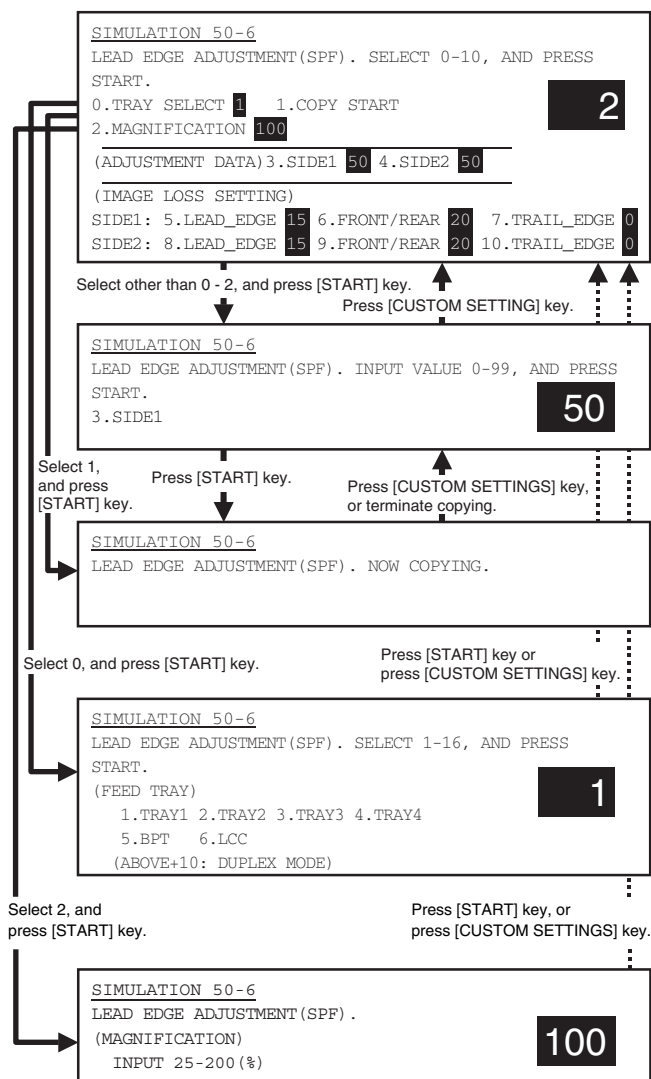 SIMULATION 50-6
LEAD EDGE ADJUSTMENT(SPF). SELECT 0-10, AND PRESS
START.
0.TRAY SELECT 1 1.COPY START
2.MAGNIFICATION 100
2
(ADJUSTMENT DATA)3.SIDE1 50 4.SIDE2 50
(IMAGE LOSS SETTING)
SIDE1: 5.LEAD_EDGE 15 6.FRONT/REAR 20 7.TRAIL_EDGE 0
SIDE2: 8.LEAD_EDGE 15 9.FRONT/REAR 20 10.TRAIL_EDGE 0
Select other than 0 - 2, and press [START] key.
Press [CUSTOM SETTING] key.
SIMULATION 50-6
LEAD EDGE ADJUSTMENT(SPF). INPUT VALUE 0-99, AND PRESS
START.
3.SIDE1
50
Select 1,
and press
[START] key.
Press [START] key.
Press [CUSTOM SETTINGS] key,
or terminate copying.
SIMULATION 50-6
LEAD EDGE ADJUSTMENT(SPF). NOW COPYING.
Select 0, and press [START] key.
Press [START] key or
press [CUSTOM SETTINGS] key.
SIMULATION 50-6
LEAD EDGE ADJUSTMENT(SPF). SELECT 1-16, AND PRESS
START.
(FEED TRAY)
1.TRAY1 2.TRAY2 3.TRAY3 4.TRAY4
5.BPT 6.LCC
(ABOVE+10: DUPLEX MODE)
1
Select 2, and
press [START] key.
Press [START] key, or
press [CUSTOM SETTINGS] key.
SIMULATION 50-6
LEAD EDGE ADJUSTMENT(SPF).
(MAGNIFICATION)
INPUT 25-200(%)
100